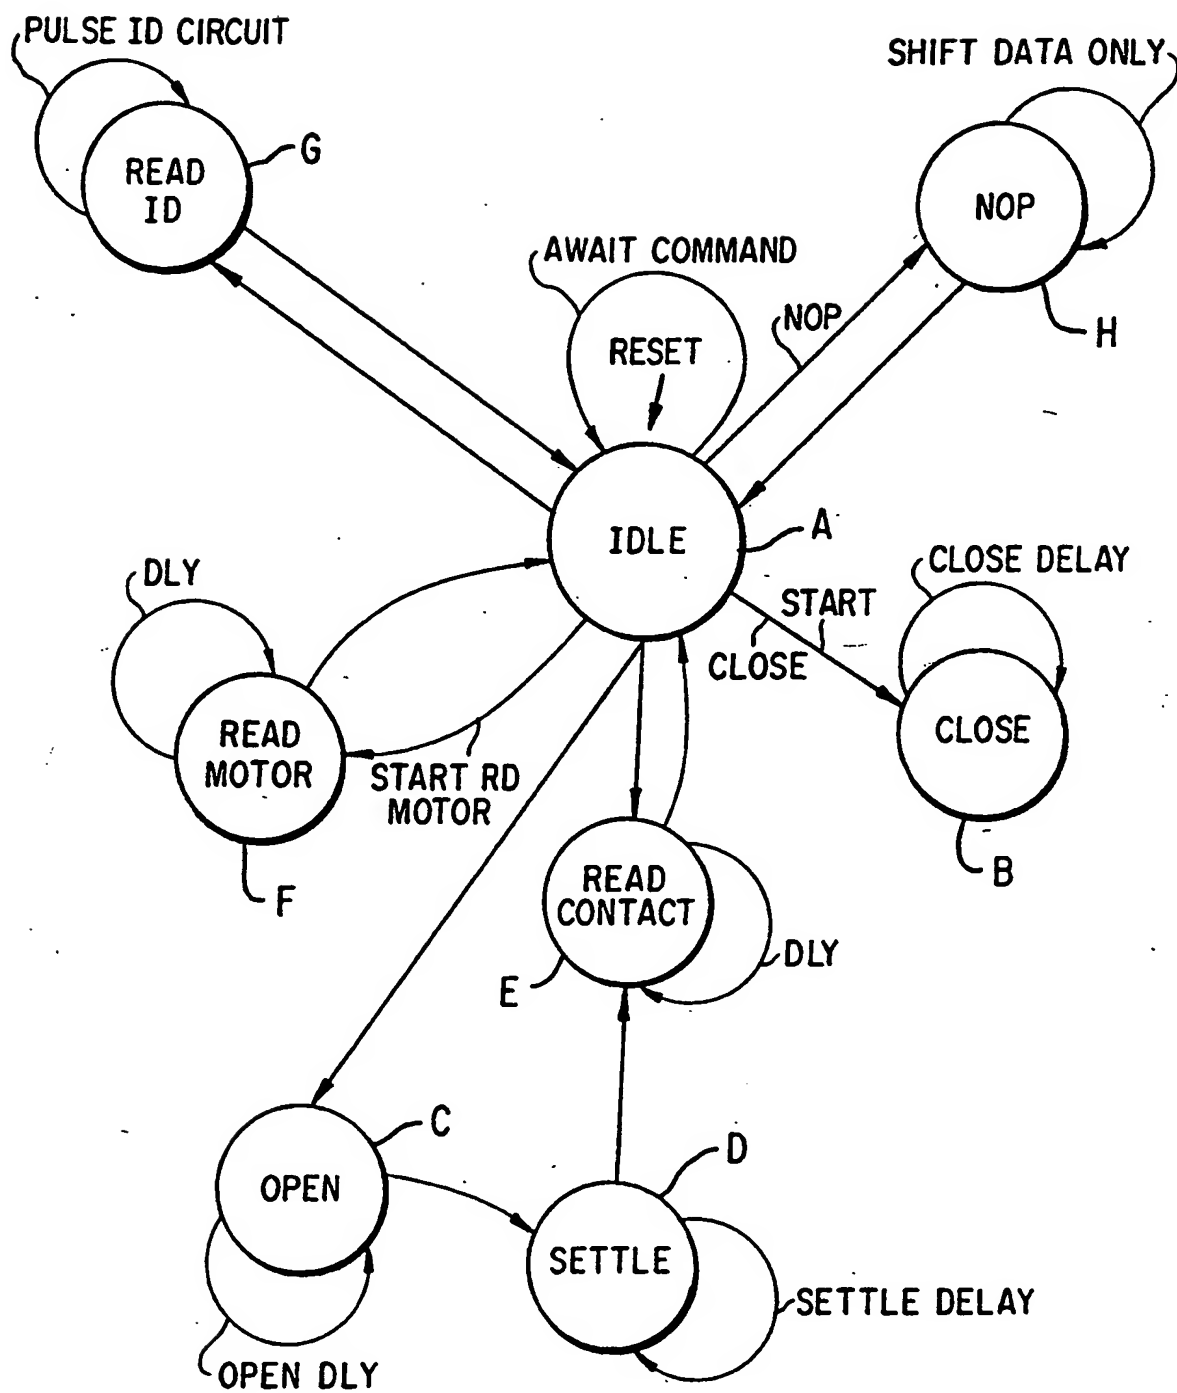 PULSE ID CIRCUIT
SHIFT DATA ONLY
G
READ
ID
NOP
AWAIT COMMAND
NOP
H
RESET
IDLE
A
DLY
CLOSE DELAY
START
CLOSE
READ
MOTOR
START RD
MOTOR
CLOSE
B
F
READ
CONTACT
DLY
E
C
D
OPEN
SETTLE
SETTLE DELAY
OPEN DLY